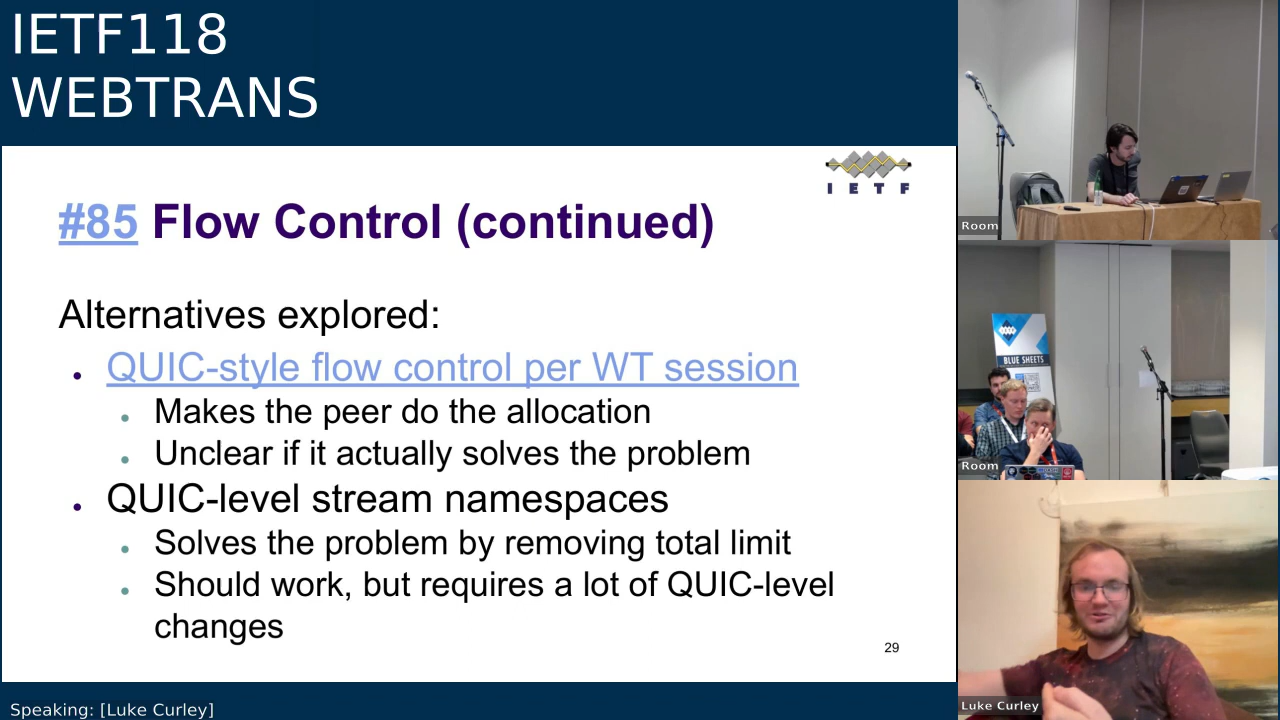 IETF118
WEBTRANS
I E T F
#85 Flow Control (continued)
Alternatives explored:
QUIC-style flow control per WT session
Makes the peer do the allocation
Unclear if it actually solves the problem
QUIC-level stream namespaces
Solves the problem by removing total limit
Should work, but requires a lot of QUIC-level
changes
29
Speaking: [Luke Curley]
Room
BLUE SHEETS
Room
Luke Curley